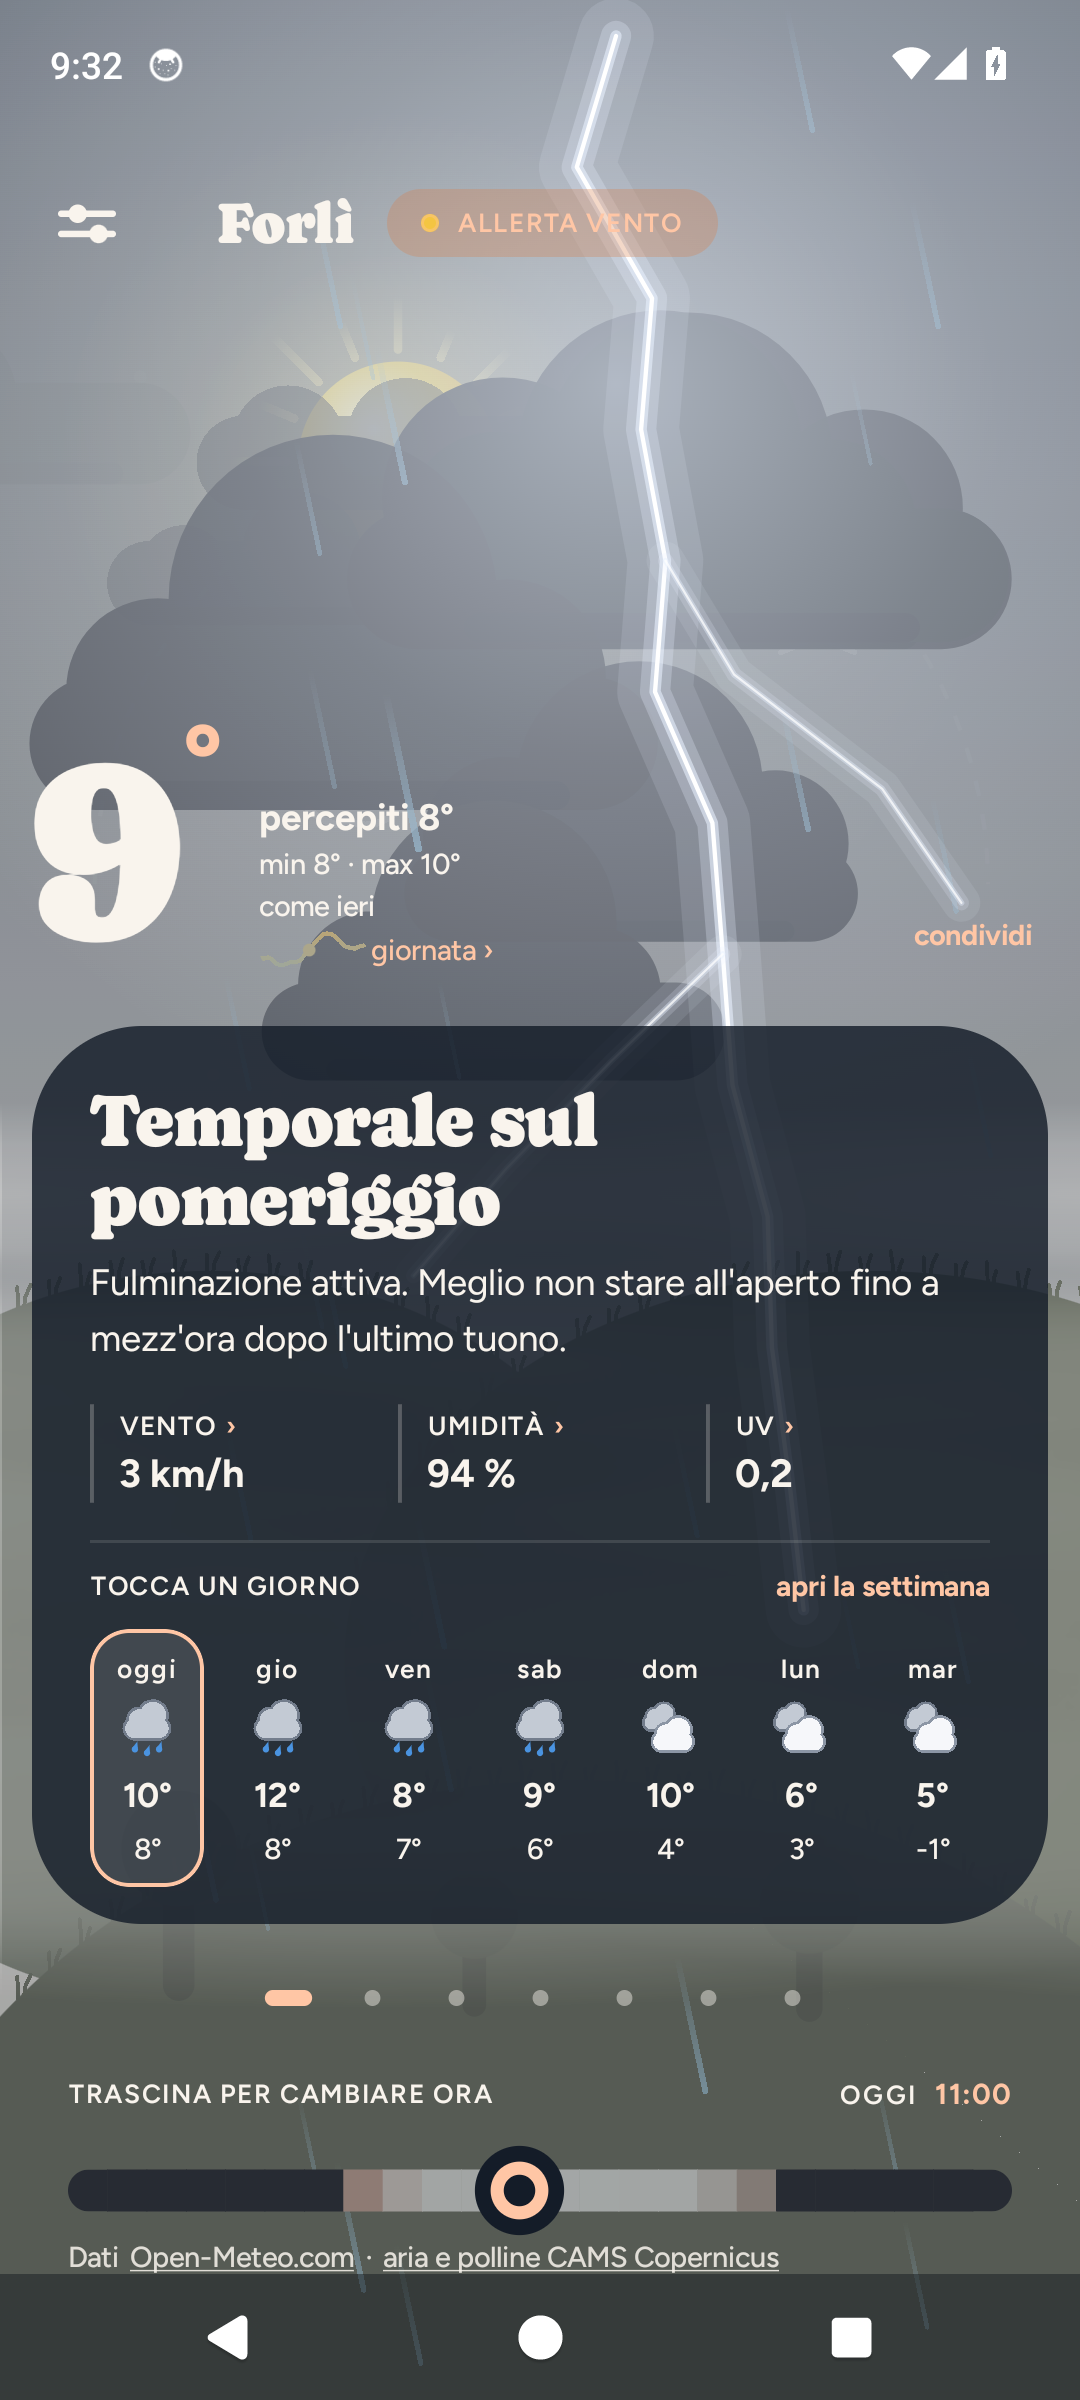 9:32
Forlì
ALLERTA VENTO
9°
percepiti 8°
min 8° · max 10°
come ieri
giornata ›
condividi
Temporale sul
pomeriggio
Fulminazione attiva. Meglio non stare all'aperto fino a
mezz'ora dopo l'ultimo tuono.
VENTO › UMIDITÀ › UV ›
3 km/h 94 % 0,2
TOCCA UN GIORNO apri la settimana
oggi gio ven sab dom lun mar
10° 12° 8° 9° 10° 6° 5°
8° 8° 7° 6° 4° 3° -1°
TRASCINA PER CAMBIARE ORA OGGI 11:00
Dati Open-Meteo.com · aria e polline CAMS Copernicus